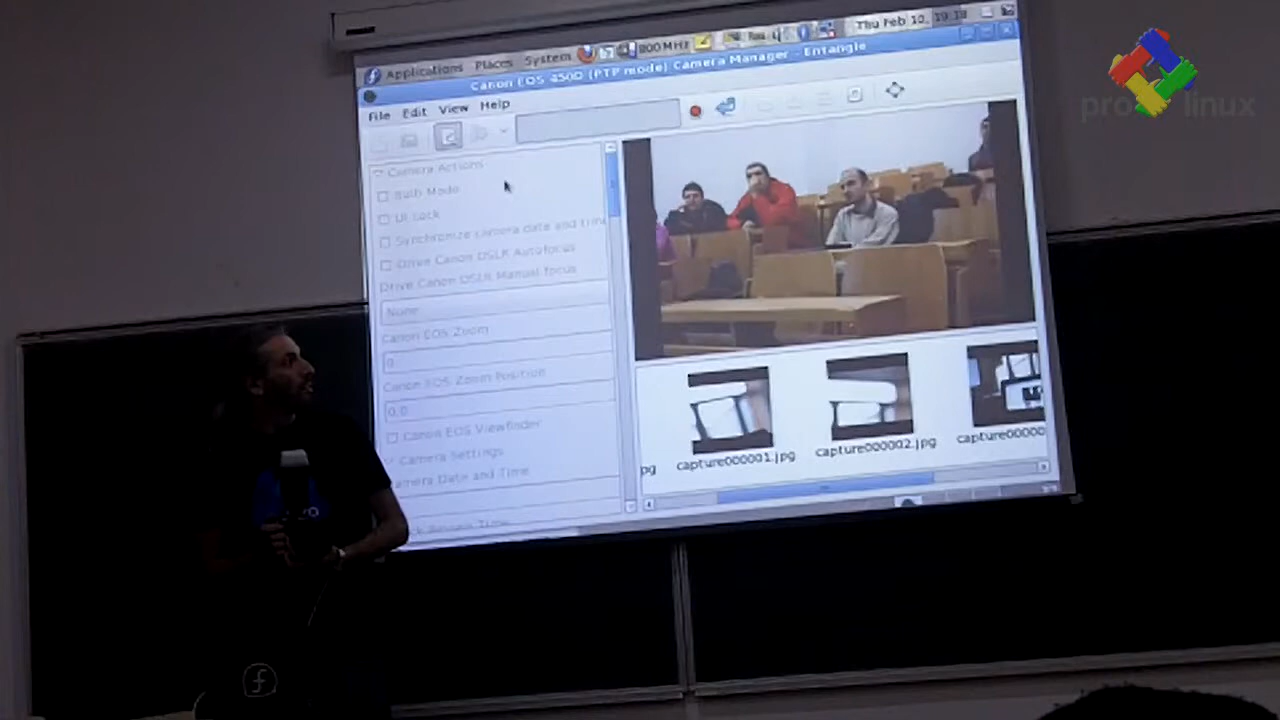 Applications Places System 800 MHz Thu Feb 10, 19:18
Canon EOS 450D (PTP mode) Camera Manager - Entangle
File Edit View Help
Camera Actions
Bulb Mode
UI Lock
Synchronize camera date and time
Drive Canon DSLR Autofocus
Drive Canon DSLR Manual focus
None
Canon EOS Zoom
0
Canon EOS Zoom Position
0,0
Canon EOS Viewfinder
Camera Settings
Camera Date and Time
pg capture000001.jpg capture000002.jpg capture00000
pro linux